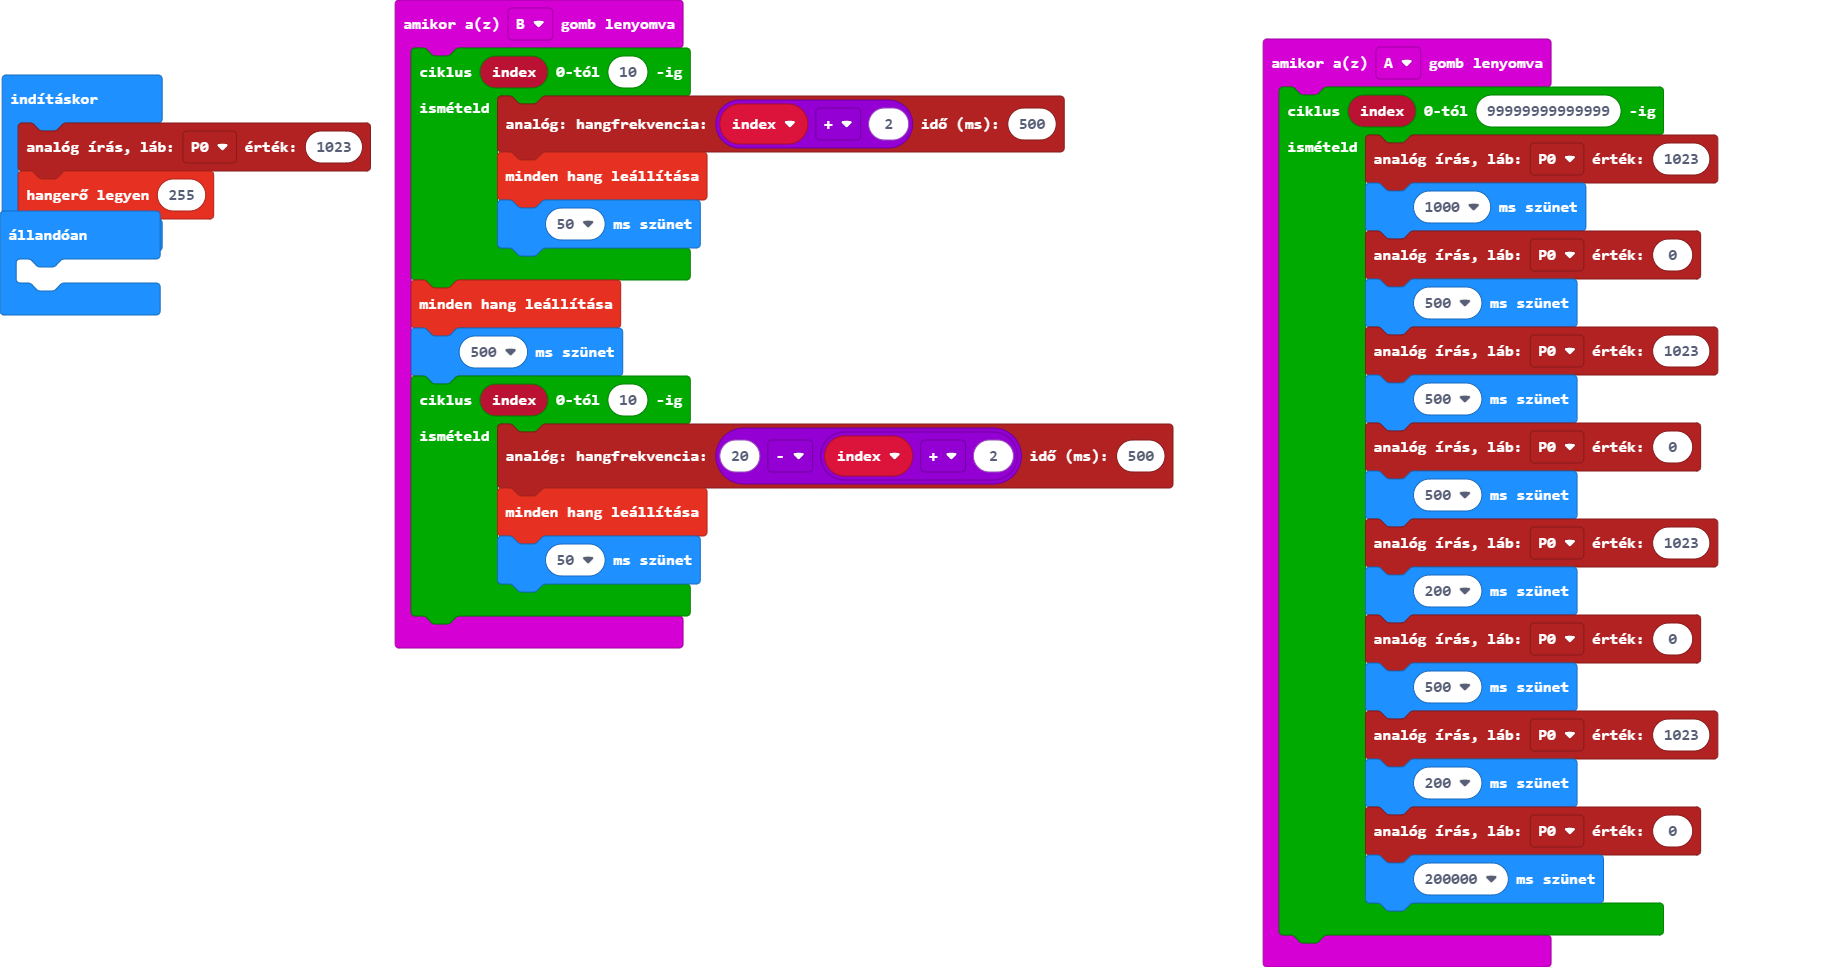 indításkor
analóg írás, láb: P0 érték: 1023
hangerő legyen 255
állandóan
amikor a(z) B gomb lenyomva
ciklus index 0-tól 10 -ig
ismételd
analóg: hangfrekvencia: index + 2 idő (ms): 500
minden hang leállítása
50 ms szünet
minden hang leállítása
500 ms szünet
ciklus index 0-tól 10 -ig
ismételd
analóg: hangfrekvencia: 20 - index + 2 idő (ms): 500
minden hang leállítása
50 ms szünet
amikor a(z) A gomb lenyomva
ciklus index 0-tól 99999999999999 -ig
ismételd
analóg írás, láb: P0 érték: 1023
1000 ms szünet
analóg írás, láb: P0 érték: 0
500 ms szünet
analóg írás, láb: P0 érték: 1023
500 ms szünet
analóg írás, láb: P0 érték: 0
500 ms szünet
analóg írás, láb: P0 érték: 1023
200 ms szünet
analóg írás, láb: P0 érték: 0
500 ms szünet
analóg írás, láb: P0 érték: 1023
200 ms szünet
analóg írás, láb: P0 érték: 0
200000 ms szünet